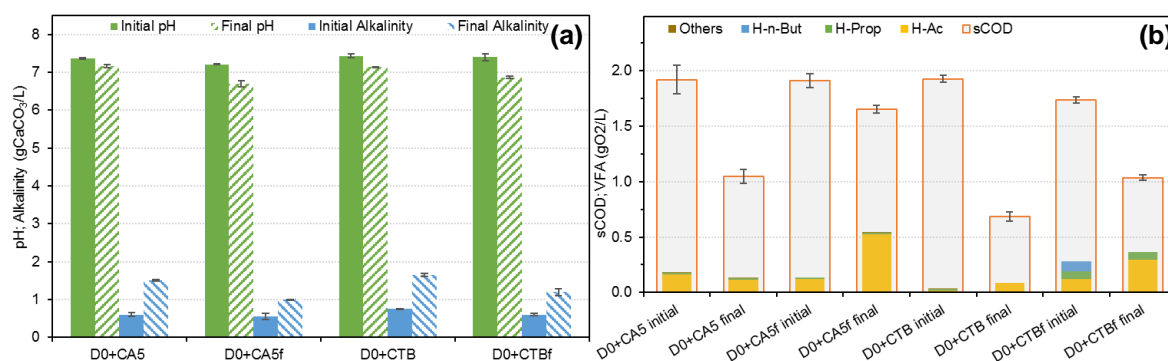 Initial pH Final pH Initial Alkalinity Final Alkalinity
(a)
pH; Alkalinity (gCaCO3/L)
8
7
6
5
4
3
2
1
0
D0+CA5 D0+CA5f D0+CTB D0+CTBf
Others H-n-But H-Prop H-Ac sCOD
(b)
sCOD; VFA (gO2/L)
2.0
1.5
1.0
0.5
0.0
D0+CA5 initial
D0+CA5 final
D0+CA5f initial
D0+CA5f final
D0+CTB initial
D0+CTB final
D0+CTBf initial
D0+CTBf final